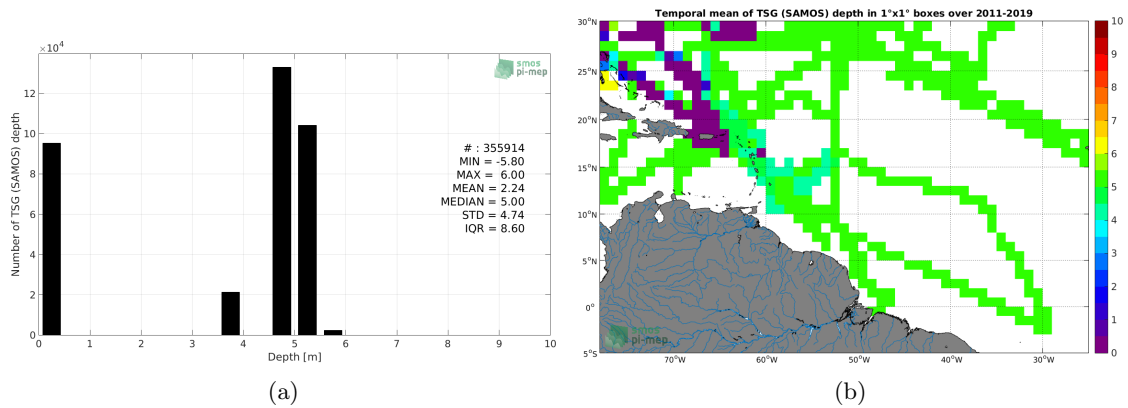 Temporal mean of TSG (SAMOS) depth in 1°x1° boxes over 2011-2019
×10⁴
12
10
8
6
4
2
0
Number of TSG (SAMOS) depth
smos
pi-mep
# : 355914
MIN = -5.80
MAX = 6.00
MEAN = 2.24
MEDIAN = 5.00
STD = 4.74
IQR = 8.60
0 1 2 3 4 5 6 7 8 9 10
Depth [m]
(a)
30°N
25°N
20°N
15°N
10°N
5°N
0°
5°S
70°W 60°W 50°W 40°W 30°W
smos
pi-mep
10
9
8
7
6
5
4
3
2
1
0
(b)